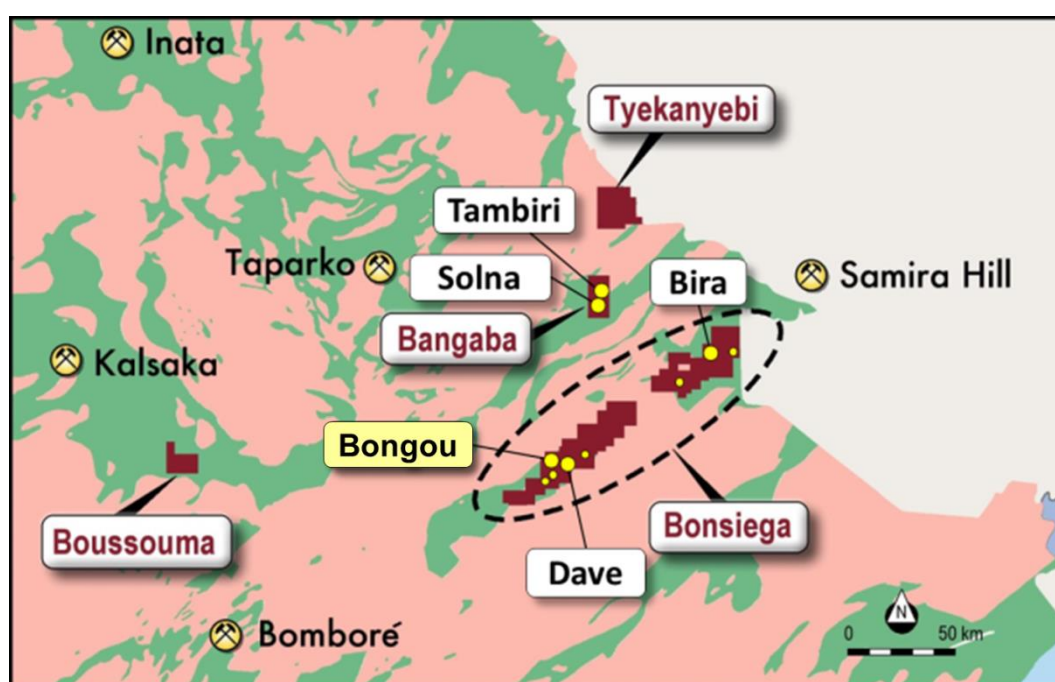 Inata
Tyekanyebi
Tambiri
Taparko
Solna
Bira
Samira Hill
Bangaba
Kalsaka
Bongou
Boussouma
Bonsiega
Dave
N
0 50 km
Bomboré